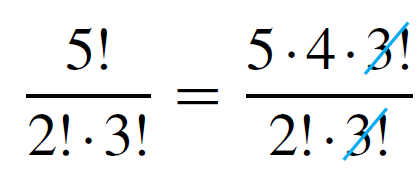 5! / (2! · 3!) = (5 · 4 · 3!) / (2! · 3!)